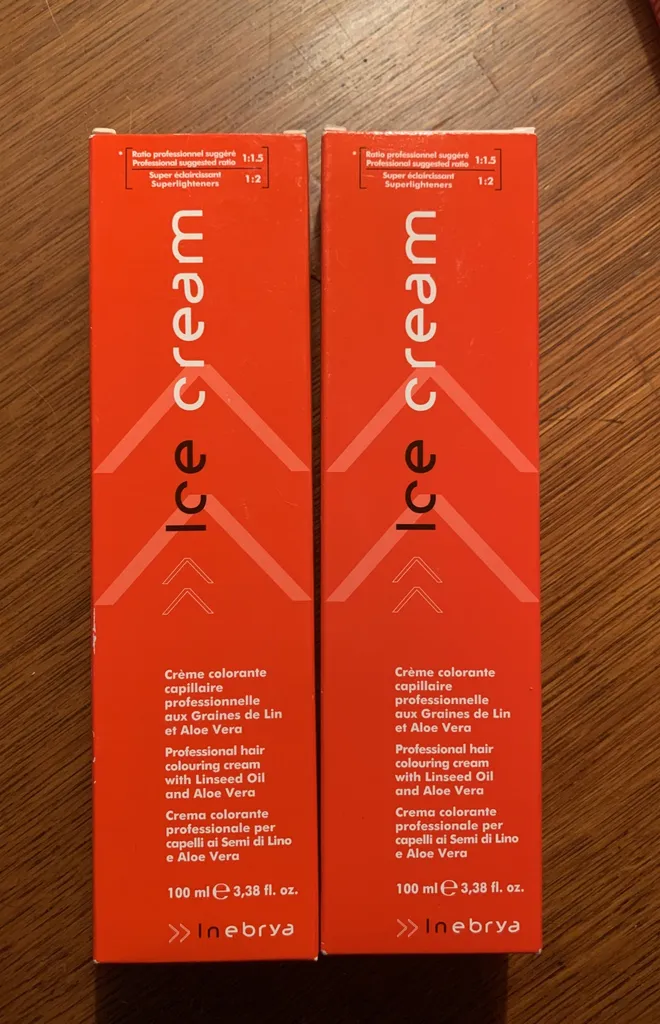 * Ratio professionnel suggéré
Professional suggested ratio 1:1.5
Super éclaircissant
Superlighteners 1:2
Ice cream
Crème colorante
capillaire
professionnelle
aux Graines de Lin
et Aloe Vera
Professional hair
colouring cream
with Linseed Oil
and Aloe Vera
Crema colorante
professionale per
capelli ai Semi di Lino
e Aloe Vera
100 ml ℮ 3,38 fl. oz.
Inebrya
* Ratio professionnel suggéré
Professional suggested ratio 1:1.5
Super éclaircissant
Superlighteners 1:2
Ice cream
Crème colorante
capillaire
professionnelle
aux Graines de Lin
et Aloe Vera
Professional hair
colouring cream
with Linseed Oil
and Aloe Vera
Crema colorante
professionale per
capelli ai Semi di Lino
e Aloe Vera
100 ml ℮ 3,38 fl. oz.
Inebrya